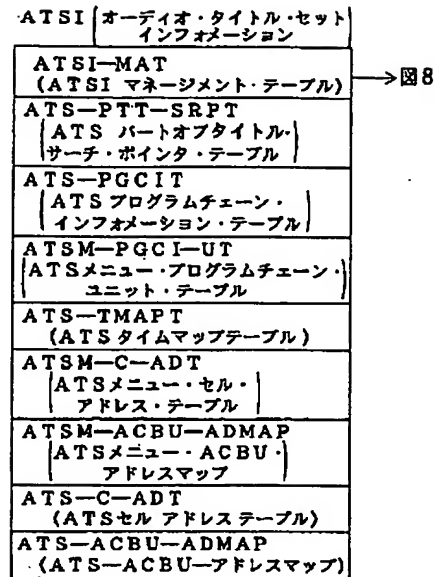 ATSI(オーディオ・タイトル・セット
インフォメーション)
ATSI—MAT
(ATSI マネージメント・テーブル)
→図8
ATS—PTT—SRPT
(ATS パートオブタイトル・
サーチ・ポインタ・テーブル)
ATS—PGCIT
(ATS プログラムチェーン・
インフォメーション・テーブル)
ATSM—PGCI—UT
(ATSメニュー・プログラムチェーン・
ユニット・テーブル)
ATS—TMAPT
(ATS タイムマップテーブル)
ATSM—C—ADT
(ATSメニュー・セル・
アドレス・テーブル)
ATSM—ACBU—ADMAP
(ATSメニュー・ACBU・
アドレスマップ)
ATS—C—ADT
(ATSセル アドレス テーブル)
ATS—ACBU—ADMAP
(ATS—ACBU—アドレスマップ)